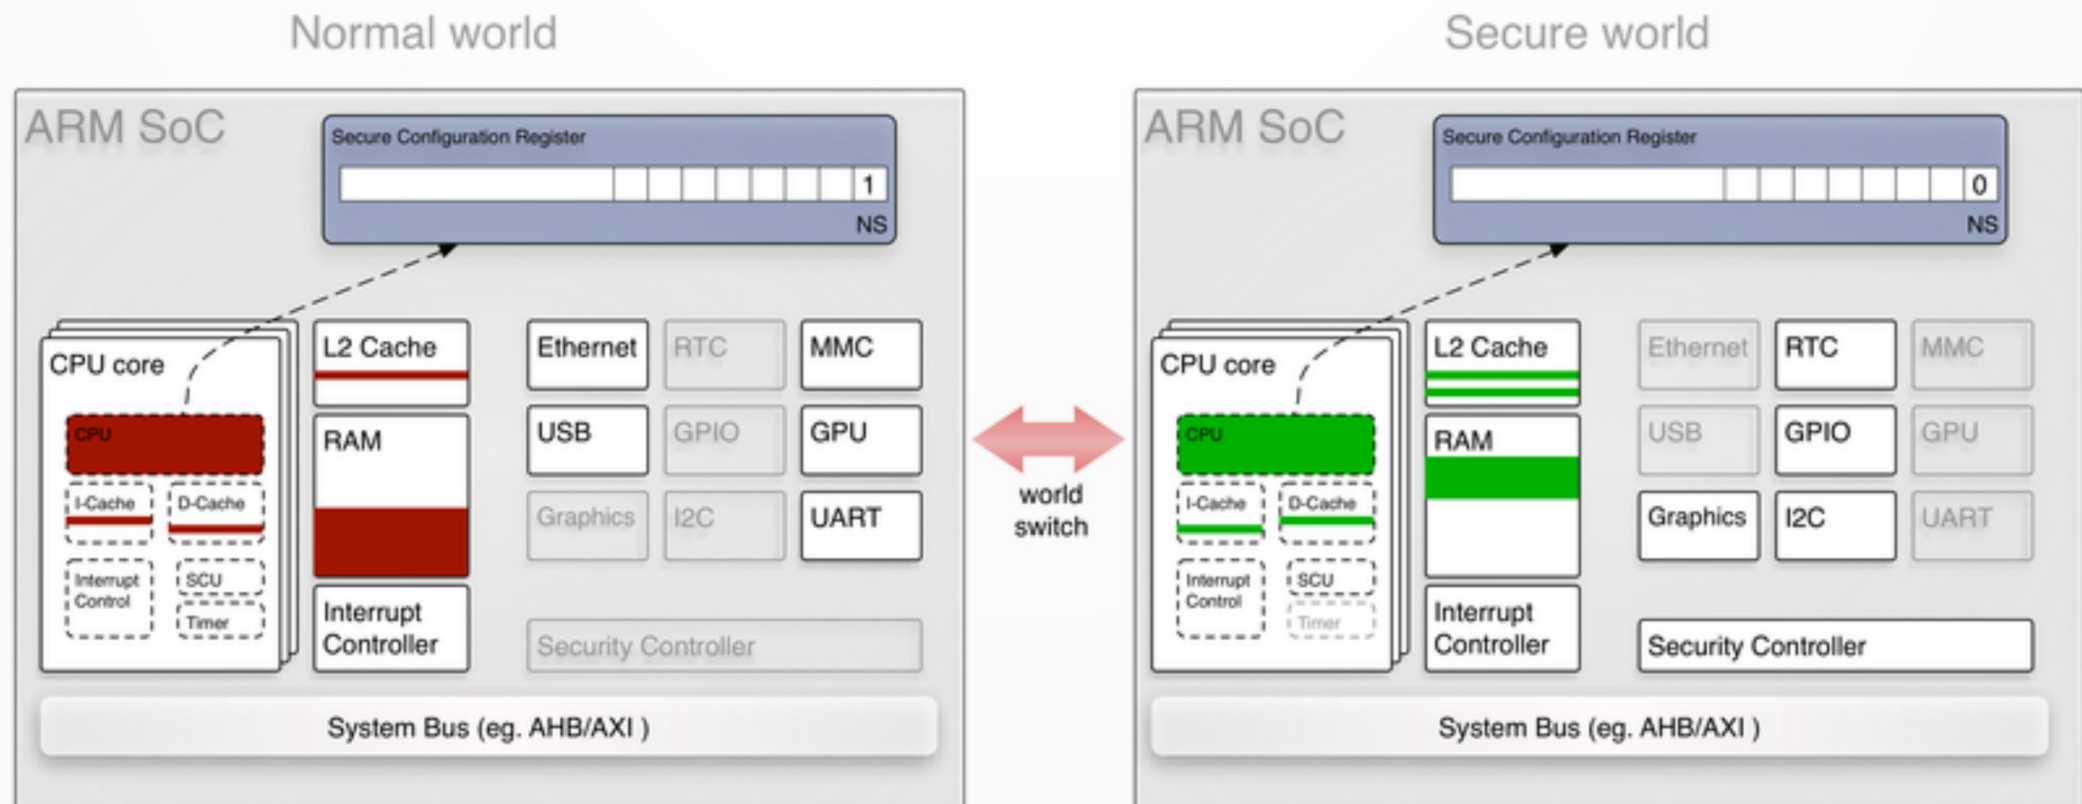 Normal world
Secure world
ARM SoC
Secure Configuration Register
1
NS
CPU core
CPU
I-Cache
D-Cache
Interrupt
Control
SCU
Timer
L2 Cache
RAM
Interrupt
Controller
Ethernet
RTC
MMC
USB
GPIO
GPU
Graphics
I2C
UART
Security Controller
System Bus (eg. AHB/AXI )
world
switch
ARM SoC
Secure Configuration Register
0
NS
CPU core
CPU
I-Cache
D-Cache
Interrupt
Control
SCU
Timer
L2 Cache
RAM
Interrupt
Controller
Ethernet
RTC
MMC
USB
GPIO
GPU
Graphics
I2C
UART
Security Controller
System Bus (eg. AHB/AXI )